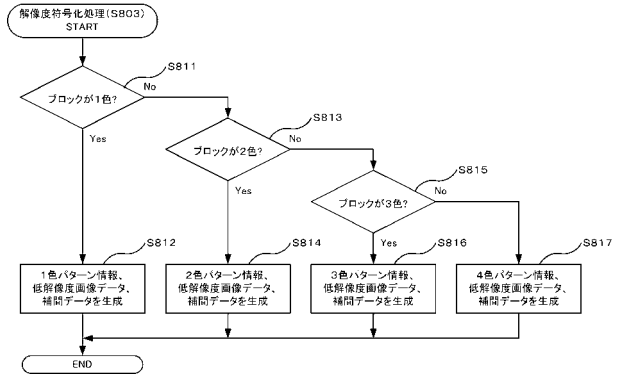 解像度符号化処理(S803)
START
S811
ブロックが1色?
No
Yes
S813
ブロックが2色?
No
Yes
S815
ブロックが3色?
No
Yes
S812
1色パターン情報、
低解像度画像データ、
補間データを生成
S814
2色パターン情報、
低解像度画像データ、
補間データを生成
S816
3色パターン情報、
低解像度画像データ、
補間データを生成
S817
4色パターン情報、
低解像度画像データ、
補間データを生成
END